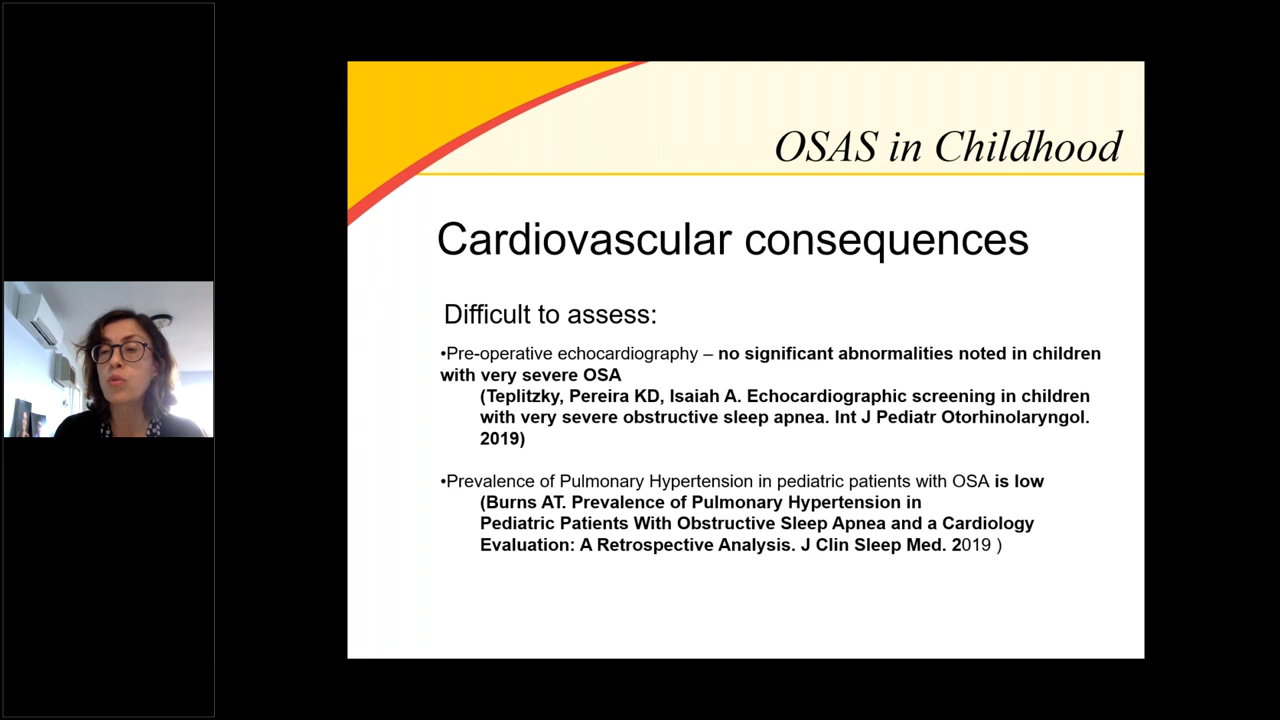 OSAS in Childhood
Cardiovascular consequences
Difficult to assess:
•Pre-operative echocardiography – no significant abnormalities noted in children
with very severe OSA
(Teplitzky, Pereira KD, Isaiah A. Echocardiographic screening in children
with very severe obstructive sleep apnea. Int J Pediatr Otorhinolaryngol.
2019)
•Prevalence of Pulmonary Hypertension in pediatric patients with OSA is low
(Burns AT. Prevalence of Pulmonary Hypertension in
Pediatric Patients With Obstructive Sleep Apnea and a Cardiology
Evaluation: A Retrospective Analysis. J Clin Sleep Med. 2019 )